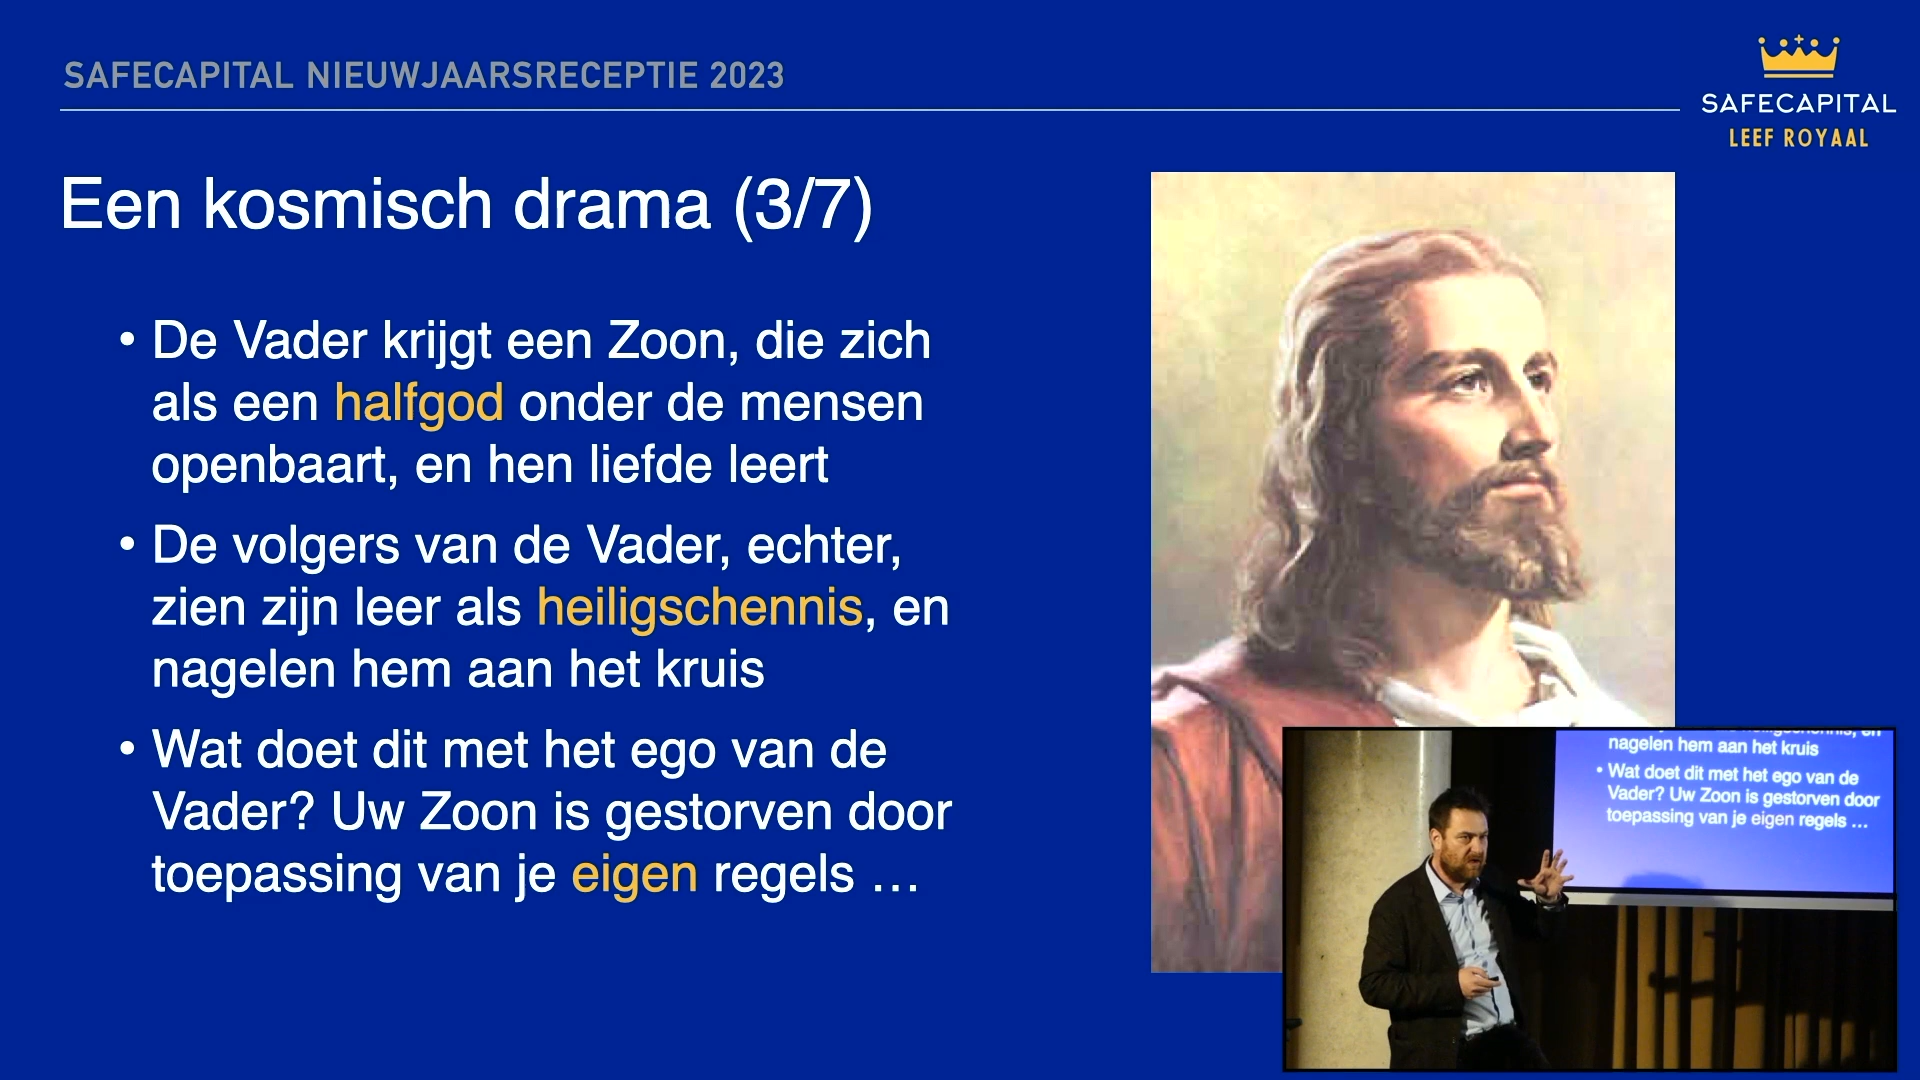 SAFECAPITAL NIEUWJAARSRECEPTIE 2023
SAFECAPITAL
LEEF ROYAAL
Een kosmisch drama (3/7)
• De Vader krijgt een Zoon, die zich
als een halfgod onder de mensen
openbaart, en hen liefde leert
• De volgers van de Vader, echter,
zien zijn leer als heiligschennis, en
nagelen hem aan het kruis
• Wat doet dit met het ego van de
Vader? Uw Zoon is gestorven door
toepassing van je eigen regels …
nagelen hem aan het kruis
• Wat doet dit met het ego van de
Vader? Uw Zoon is gestorven door
toepassing van je eigen regels …